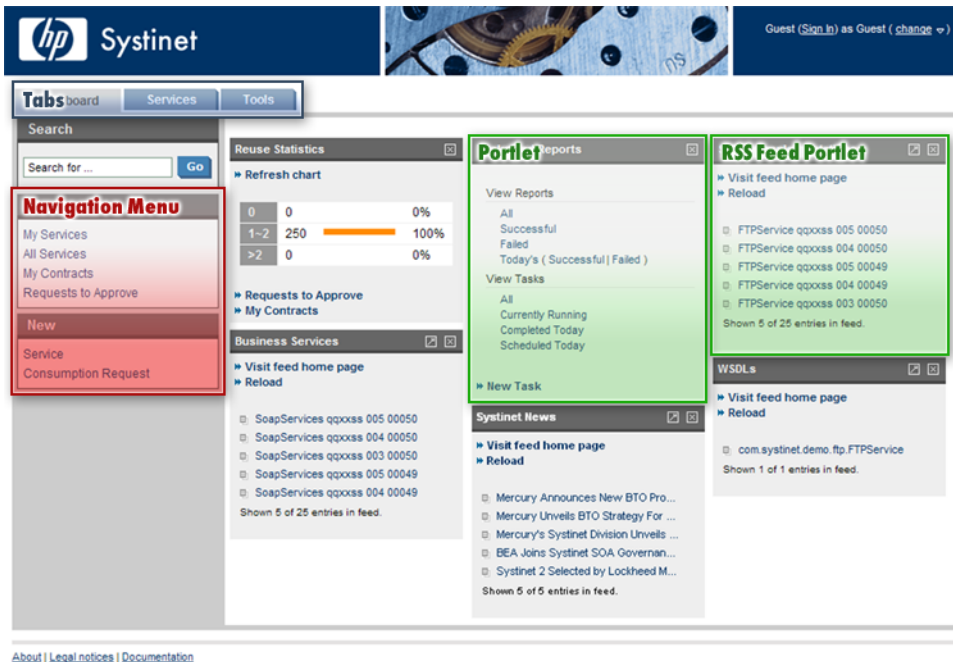 hp Systinet
Guest (Sign In) as Guest ( change )
Tabs board Services Tools
Search
Search for ... Go
Navigation Menu
My Services
All Services
My Contracts
Requests to Approve
New
Service
Consumption Request
Reuse Statistics
Refresh chart
0 0 0%
1~2 250 100%
>2 0 0%
Requests to Approve
My Contracts
Business Services
Visit feed home page
Reload
SoapServices qqxxss 005 00050
SoapServices qqxxss 004 00050
SoapServices qqxxss 003 00050
SoapServices qqxxss 005 00049
SoapServices qqxxss 004 00049
Shown 5 of 25 entries in feed.
Portlet Reports
View Reports
All
Successful
Failed
Today's ( Successful | Failed )
View Tasks
All
Currently Running
Completed Today
Scheduled Today
New Task
Systinet News
Visit feed home page
Reload
Mercury Announces New BTO Pro...
Mercury Unveils BTO Strategy For ...
Mercury's Systinet Division Unveils ...
BEA Joins Systinet SOA Governan...
Systinet 2 Selected by Lockheed M...
Shown 5 of 5 entries in feed.
RSS Feed Portlet
Visit feed home page
Reload
FTPService qqxxss 005 00050
FTPService qqxxss 004 00050
FTPService qqxxss 005 00049
FTPService qqxxss 004 00049
FTPService qqxxss 003 00050
Shown 5 of 25 entries in feed.
WSDLs
Visit feed home page
Reload
com.systinet.demo.ftp.FTPService
Shown 1 of 1 entries in feed.
About | Legal notices | Documentation